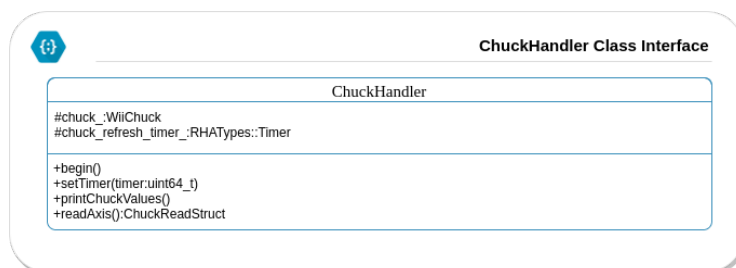 ChuckHandler Class Interface
ChuckHandler
#chuck_:WiiChuck
#chuck_refresh_timer_:RHATypes::Timer
+begin()
+setTimer(timer:uint64_t)
+printChuckValues()
+readAxis():ChuckReadStruct